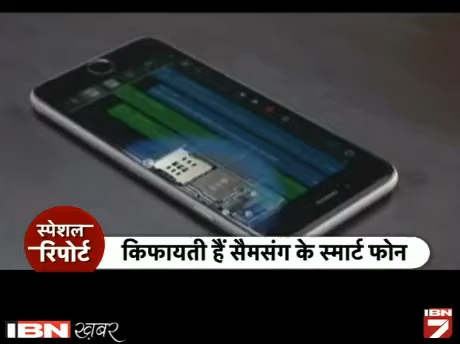 स्पेशल
रिपोर्ट
किफायती हैं सैमसंग के स्मार्ट फोन
IBN ख़बर
IBN
7